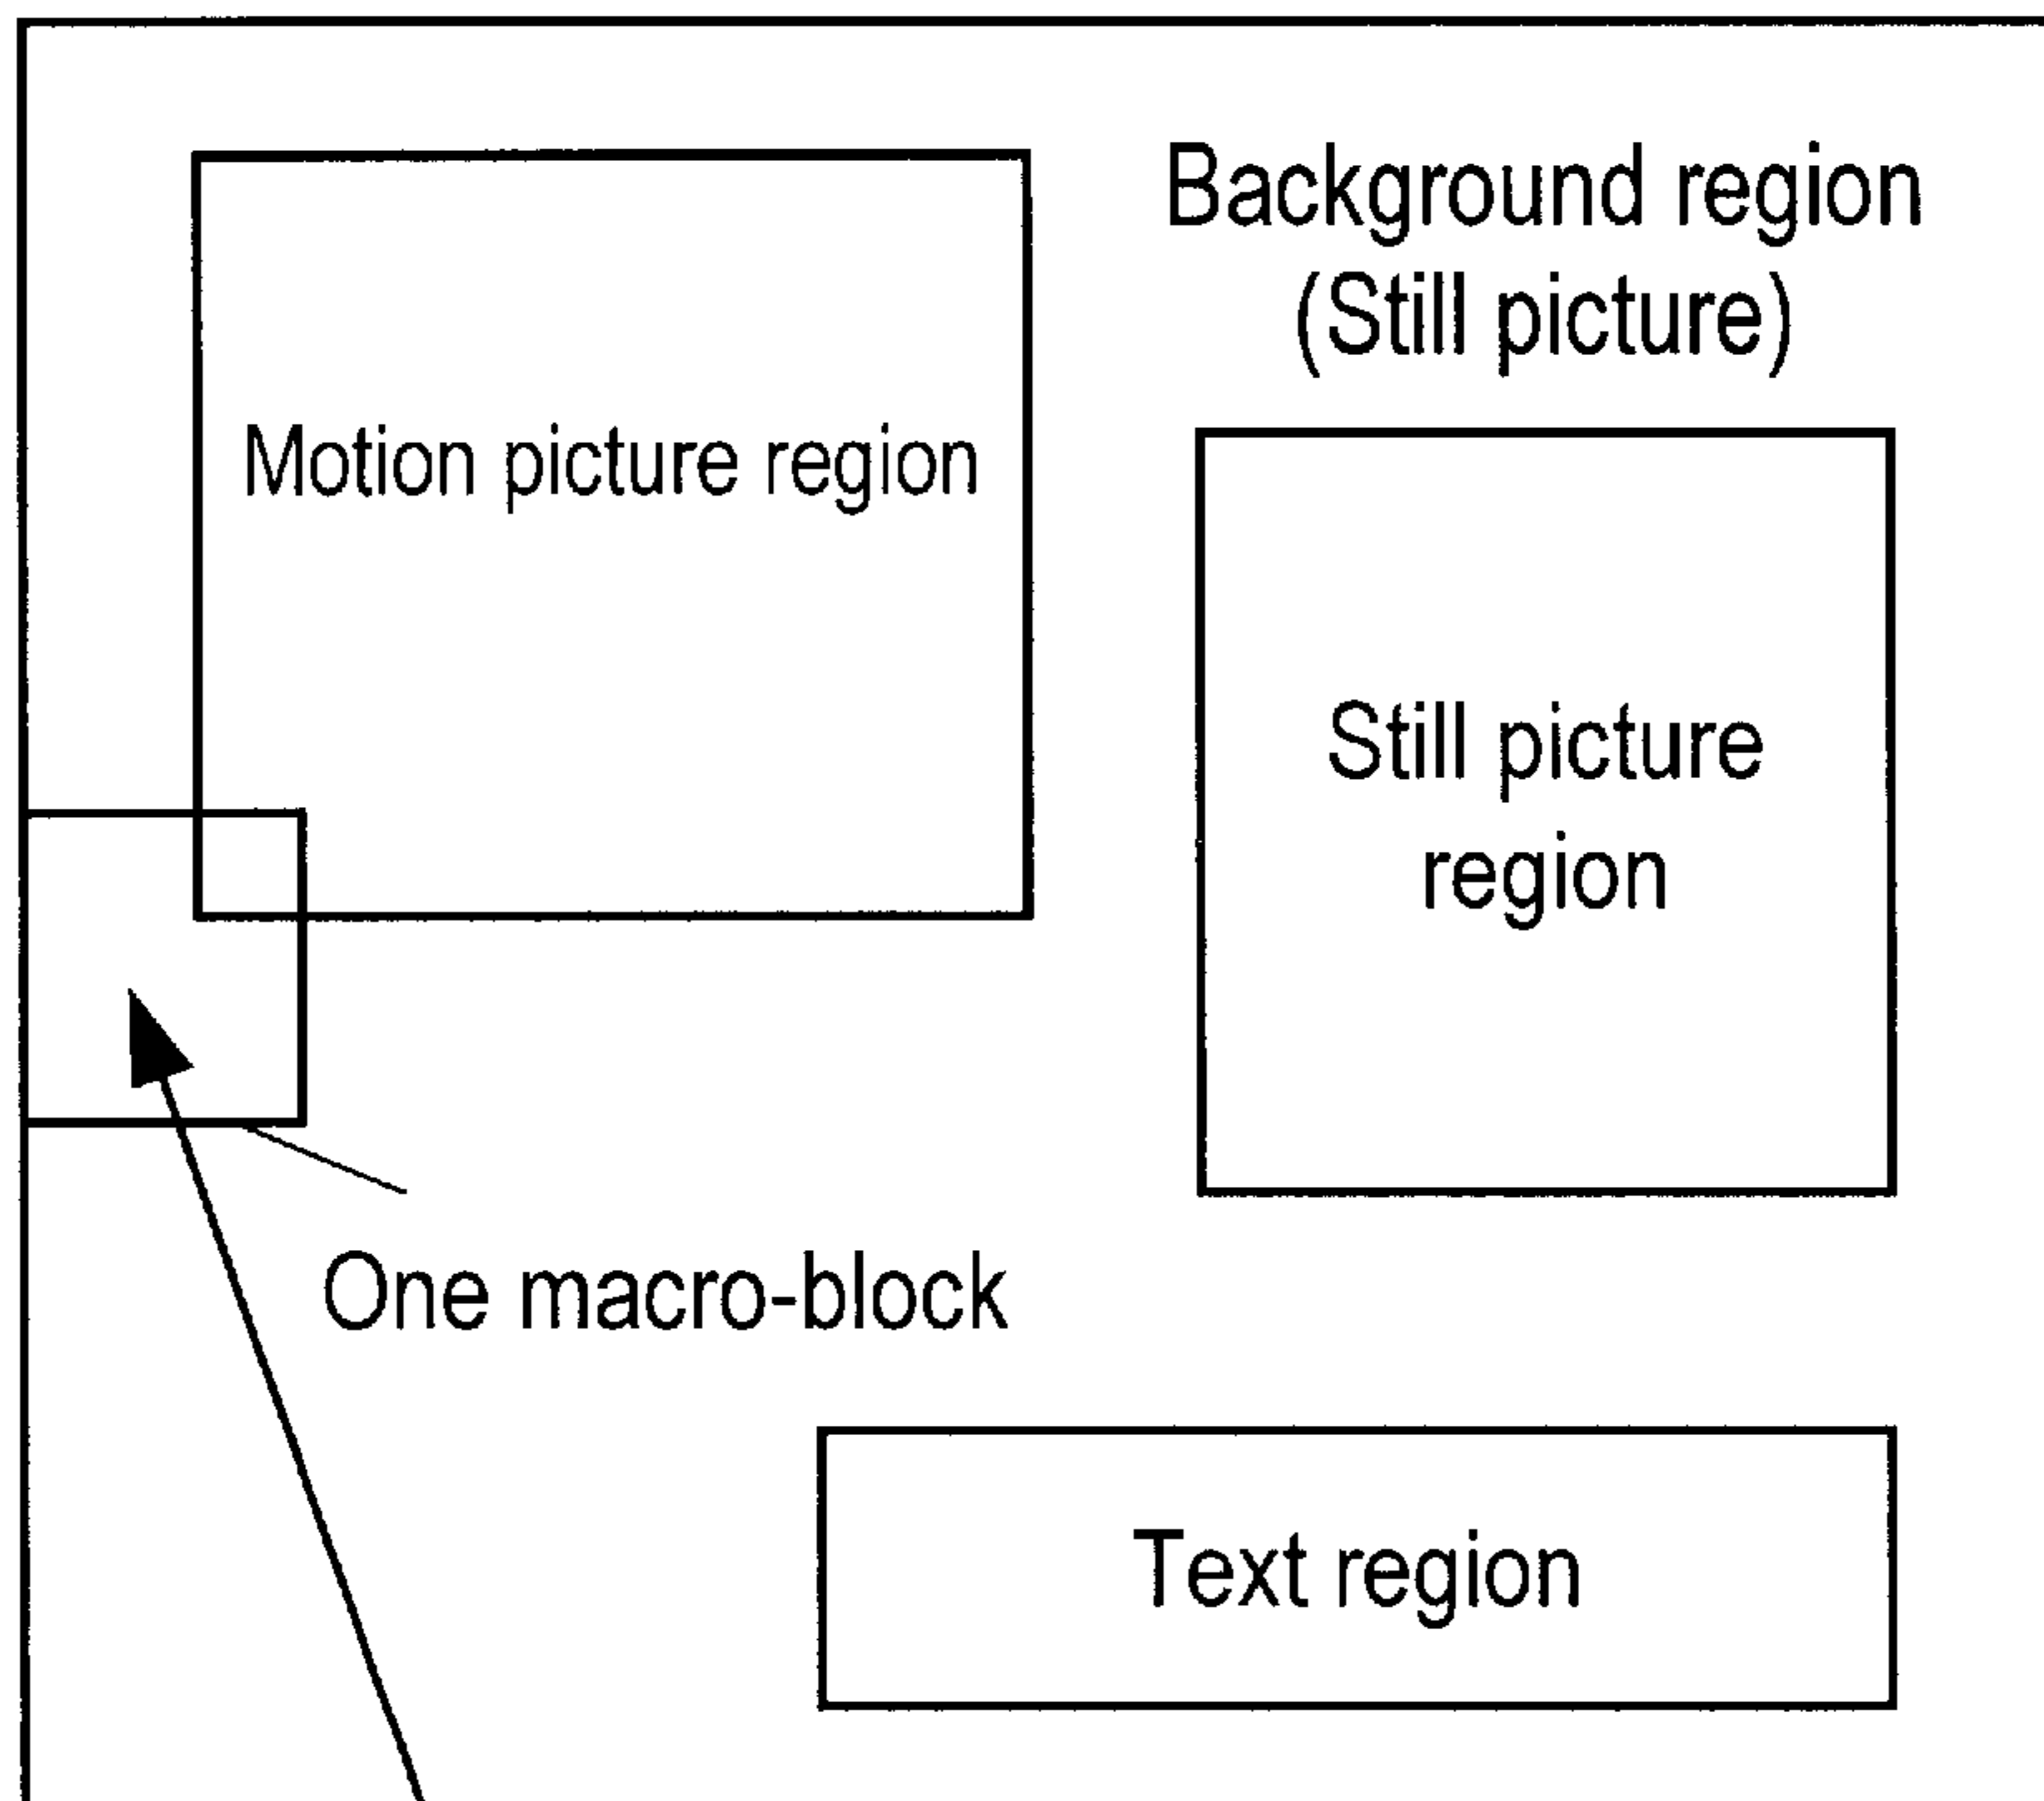 Background region
(Still picture)
Motion picture region
Still picture
region
One macro-block
Text region